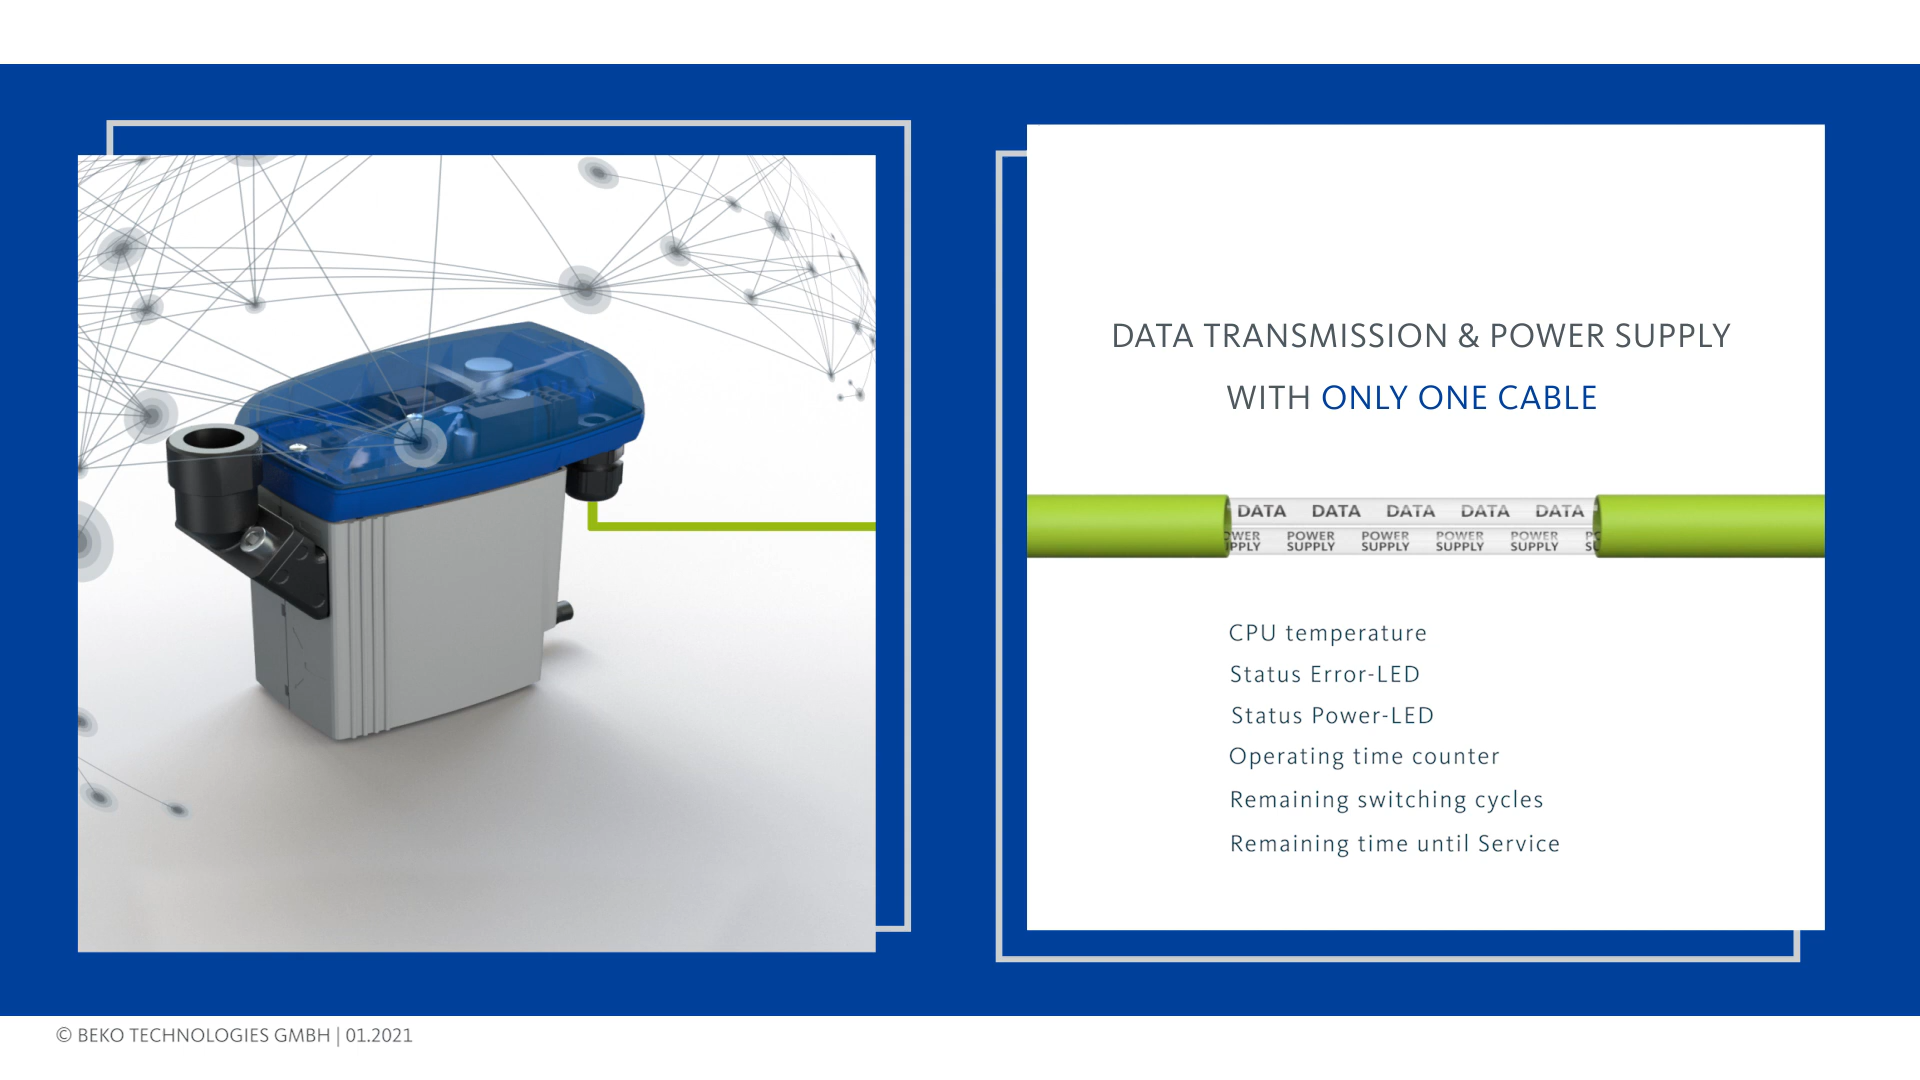 DATA TRANSMISSION & POWER SUPPLY
WITH ONLY ONE CABLE
DATA DATA DATA DATA DATA
POWER POWER POWER POWER
SUPPLY SUPPLY SUPPLY SUPPLY
CPU temperature
Status Error-LED
Status Power-LED
Operating time counter
Remaining switching cycles
Remaining time until Service
© BEKO TECHNOLOGIES GMBH | 01.2021